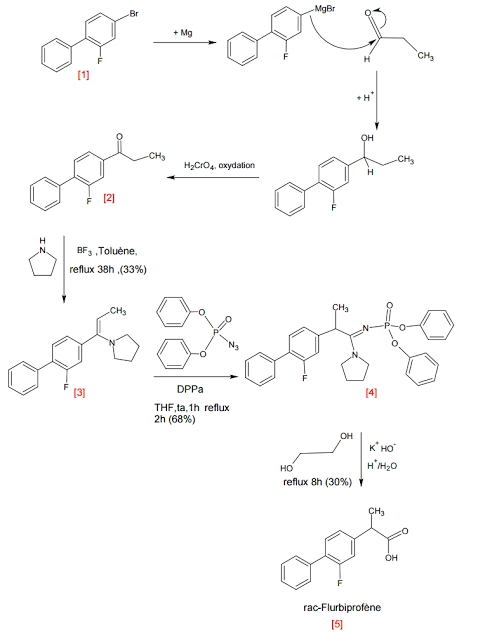 Br
F
[1]
+ Mg
MgBr
F
O
H
CH3
+ H+
OH
CH3
H
F
H2CrO4, oxydation
O
CH3
F
[2]
H
N
BF3 ,Toluène,
reflux 38h ,(33%)
CH3
N
F
[3]
O
O
P
O
N3
DPPa
THF,ta,1h reflux
2h (68%)
CH3
O
N
P
O
O
N
F
[4]
OH
HO
K+ HO-
H+/H2O
reflux 8h (30%)
CH3
O
OH
F
rac-Flurbiprofène
[5]